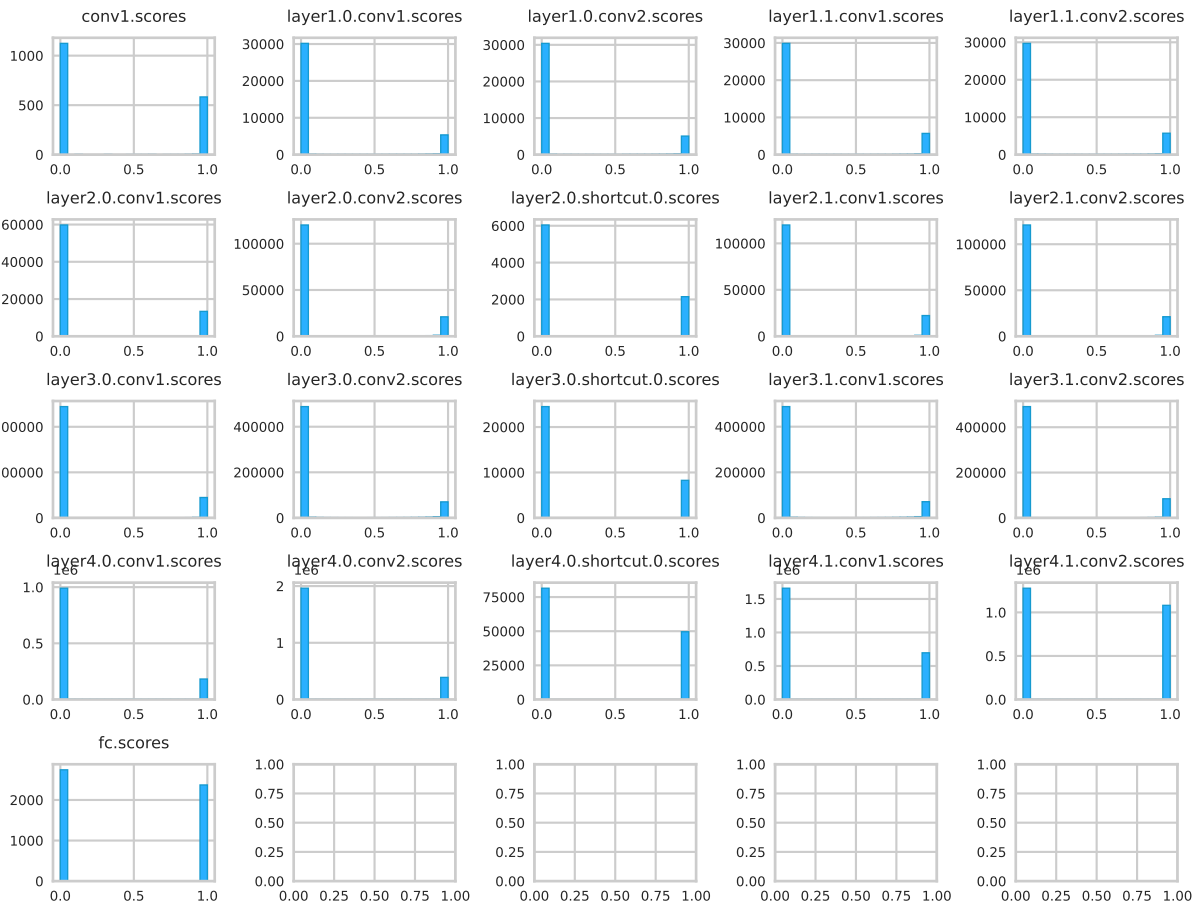 conv1.scores layer1.0.conv1.scores layer1.0.conv2.scores layer1.1.conv1.scores layer1.1.conv2.scores
1000 30000 30000 30000 30000
20000 20000 20000 20000
500 10000 10000 10000 10000
0 0 0 0 0
0.0 0.5 1.0 0.0 0.5 1.0 0.0 0.5 1.0 0.0 0.5 1.0 0.0 0.5 1.0
layer2.0.conv1.scores layer2.0.conv2.scores layer2.0.shortcut.0.scores layer2.1.conv1.scores layer2.1.conv2.scores
60000 100000 6000 100000 100000
40000 4000
20000 50000 2000 50000 50000
0 0 0 0 0
0.0 0.5 1.0 0.0 0.5 1.0 0.0 0.5 1.0 0.0 0.5 1.0 0.0 0.5 1.0
layer3.0.conv1.scores layer3.0.conv2.scores layer3.0.shortcut.0.scores layer3.1.conv1.scores layer3.1.conv2.scores
00000 400000 20000 400000 400000
00000 200000 10000 200000 200000
0 0 0 0 0
0.0 0.5 1.0 0.0 0.5 1.0 0.0 0.5 1.0 0.0 0.5 1.0 0.0 0.5 1.0
layer4.0.conv1.scores layer4.0.conv2.scores layer4.0.shortcut.0.scores layer4.1.conv1.scores layer4.1.conv2.scores
1e6 1e6 1e6 1e6
1.0 2 75000 1.5 1.0
50000 1.0
0.5 1 25000 0.5 0.5
0.0 0 0 0.0 0.0
0.0 0.5 1.0 0.0 0.5 1.0 0.0 0.5 1.0 0.0 0.5 1.0 0.0 0.5 1.0
fc.scores
1.00 1.00 1.00 1.00
2000 0.75 0.75 0.75 0.75
0.50 0.50 0.50 0.50
1000 0.25 0.25 0.25 0.25
0 0.00 0.00 0.00 0.00
0.0 0.5 1.0 0.00 0.25 0.50 0.75 1.00 0.00 0.25 0.50 0.75 1.00 0.00 0.25 0.50 0.75 1.00 0.00 0.25 0.50 0.75 1.00